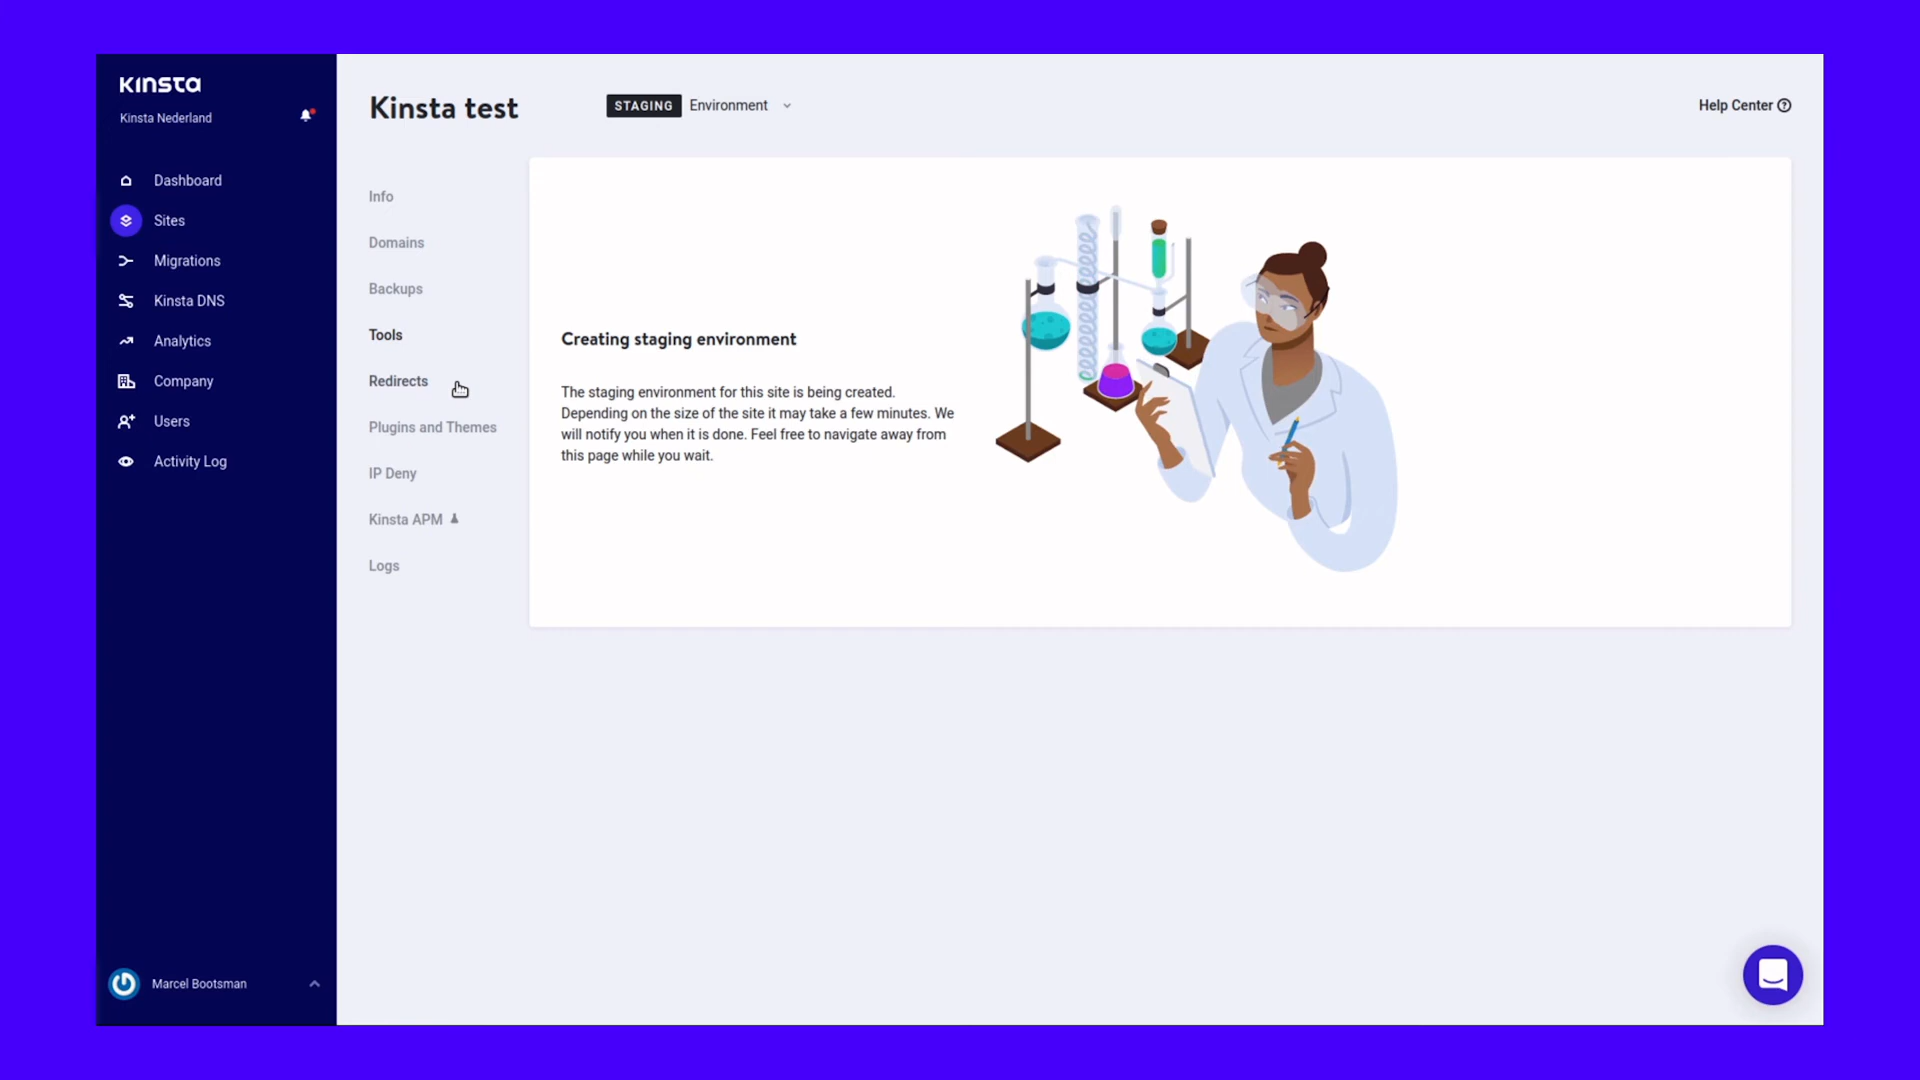 Kinsta
Kinsta Nederland
Dashboard
Sites
Migrations
Kinsta DNS
Analytics
Company
Users
Activity Log
Marcel Bootsman
Kinsta test
STAGING Environment
Help Center
Info
Domains
Backups
Tools
Redirects
Plugins and Themes
IP Deny
Kinsta APM
Logs
Creating staging environment
The staging environment for this site is being created.
Depending on the size of the site it may take a few minutes. We
will notify you when it is done. Feel free to navigate away from
this page while you wait.